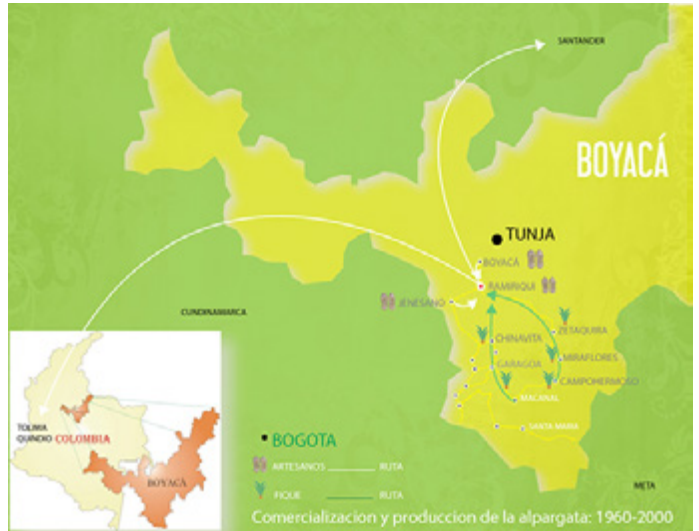 SANTANDER
BOYACÁ
TUNJA
BOYACÁ
RAMIRIQUI
JENESANO
CUNDINAMARCA
ZETAQUIRA
CHINAVITA
MIRAFLORES
GARAGOA
CAMPOHERMOSO
MACANAL
SANTA MARIA
TOLIMA
QUINDIO
COLOMBIA
BOYACÁ
BOGOTA
ARTESANOS RUTA
FIQUE RUTA
META
Comercializacion y produccion de la alpargata: 1960-2000